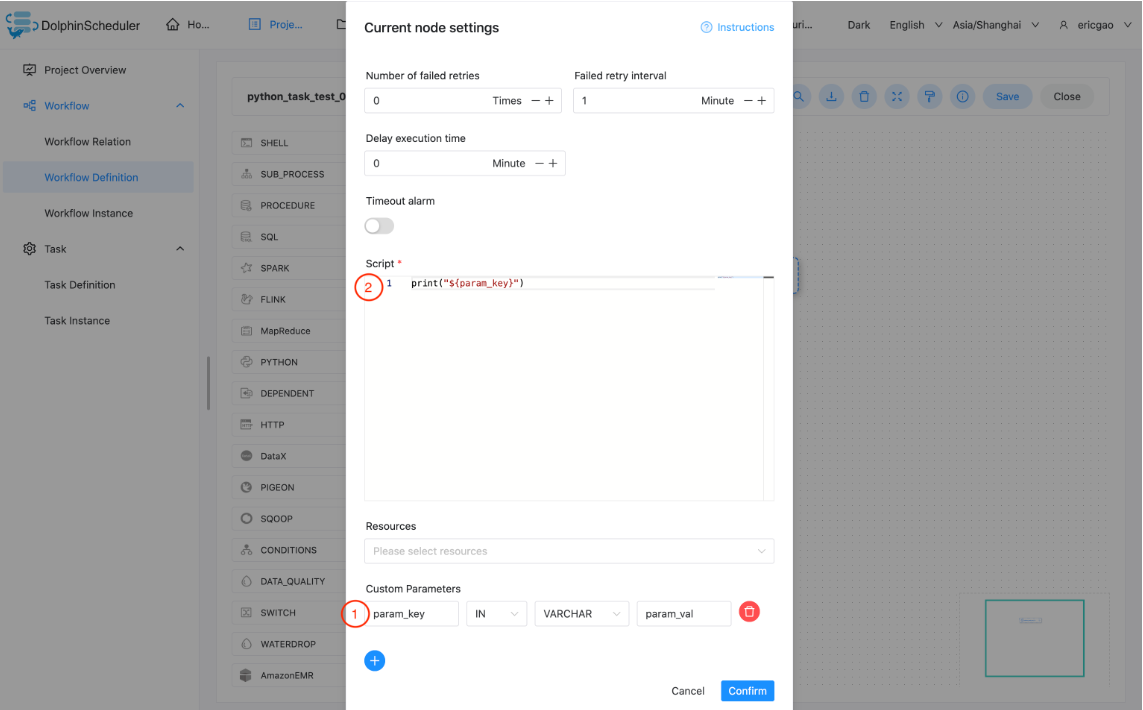 DolphinScheduler
Ho...
Proje...
uri...
Dark
English
Asia/Shanghai
ericgao
Project Overview
Workflow
Workflow Relation
Workflow Definition
Workflow Instance
Task
Task Definition
Task Instance
python_task_test_0
Save
Close
SHELL
SUB_PROCESS
PROCEDURE
SQL
SPARK
FLINK
MapReduce
PYTHON
DEPENDENT
HTTP
DataX
PIGEON
SQOOP
CONDITIONS
DATA_QUALITY
SWITCH
WATERDROP
AmazonEMR
Current node settings
Instructions
Number of failed retries
Failed retry interval
0 Times
1 Minute
Delay execution time
0 Minute
Timeout alarm
Script *
2
1 print("${param_key}")
Resources
Please select resources
Custom Parameters
1
param_key IN VARCHAR param_val
Cancel
Confirm